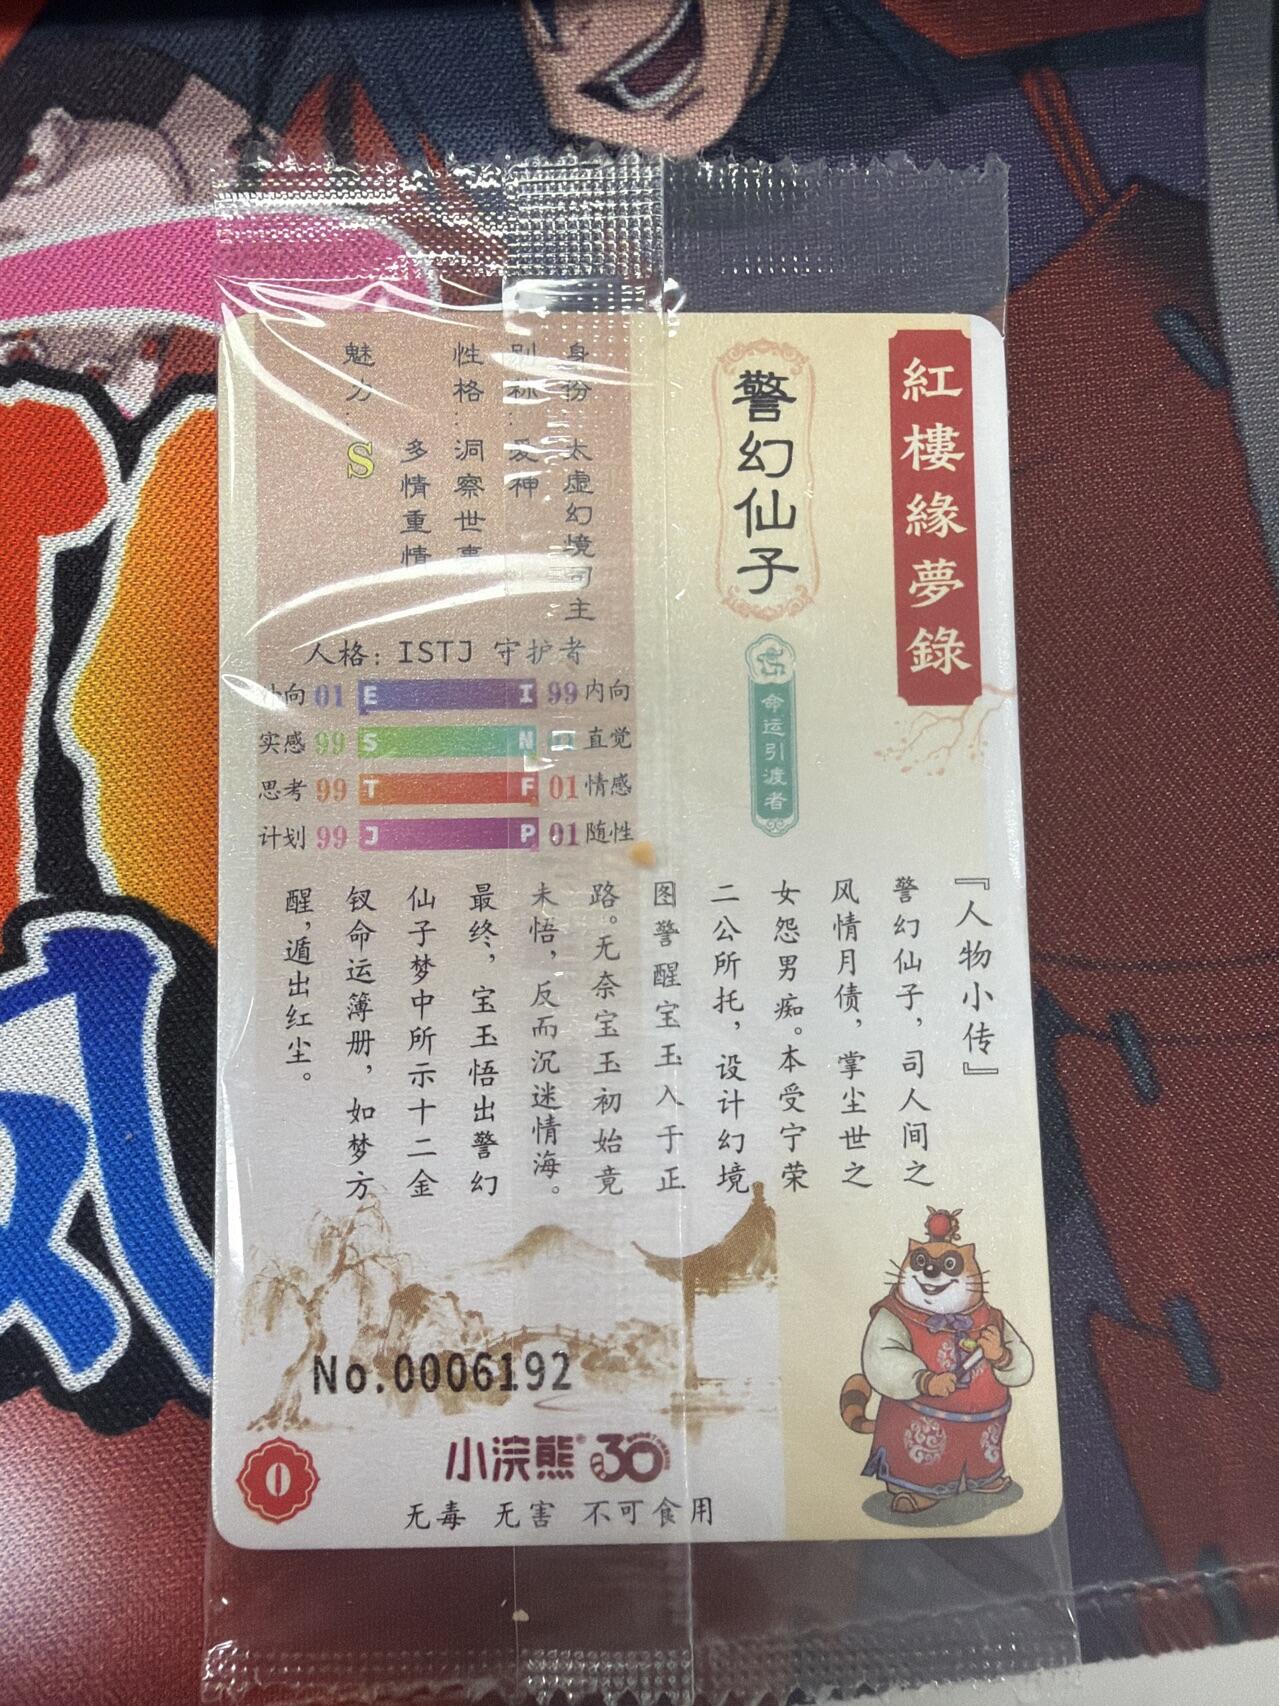 紅樓緣夢錄
警幻仙子
命运引渡者
身份：太虚幻境司主
别称：爱神
性格：洞察世事
多情重情
魅力：S
人格：ISTJ 守护者
外向 01 E I 99 内向
实感 99 S N 01 直觉
思考 99 T F 01 情感
计划 99 J P 01 随性
『人物小传』
警幻仙子，司人间之
风情月债，掌尘世之
女怨男痴。本受宁荣
二公所托，设计幻境
图警醒宝玉入于正
路。无奈宝玉初始竟
未悟，反而沉迷情海。
最终，宝玉悟出警幻
仙子梦中所示十二金
钗命运簿册，如梦方
醒，遁出红尘。
No.0006192
0
小浣熊® 30
无毒 无害 不可食用